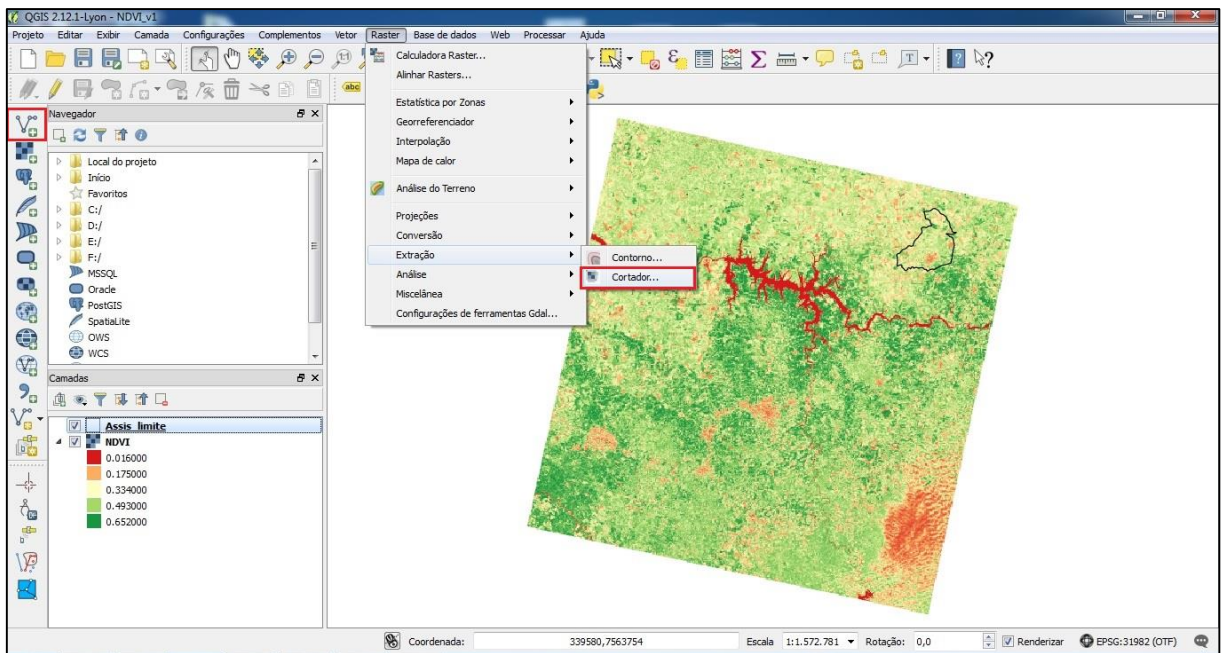 QGIS 2.12.1-Lyon - NDVI_v1
Projeto Editar Exibir Camada Configurações Complementos Vetor Raster Base de dados Web Processar Ajuda
Calculadora Raster...
Alinhar Rasters...
Estatística por Zonas
Georreferenciador
Interpolação
Mapa de calor
Análise do Terreno
Projeções
Conversão
Extração
Análise
Miscelânea
Configurações de ferramentas Gdal...
Contorno...
Cortador...
abc
Navegador
Local do projeto
Início
Favoritos
C:/
D:/
E:/
F:/
MSSQL
Oracle
PostGIS
SpatiaLite
OWS
WCS
Camadas
Assis_limite
NDVI
0.016000
0.175000
0.334000
0.493000
0.652000
Coordenada: 339580,7563754 Escala 1:1.572.781 Rotação: 0,0 Renderizar EPSG:31982 (OTF)